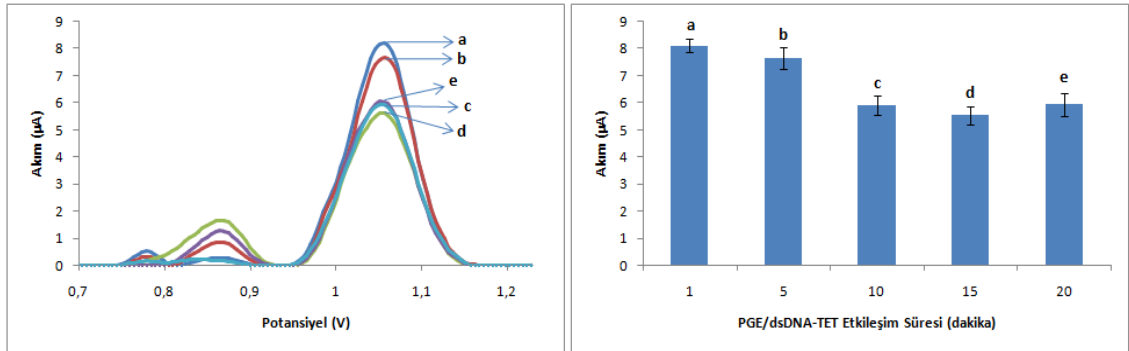 9
8
7
6
5
4
3
2
1
0
Akım (µA)
a
b
e
c
d
0,7 0,8 0,9 1 1,1 1,2
Potansiyel (V)
9
8
7
6
5
4
3
2
1
0
Akım (µA)
a
b
c
d
e
1 5 10 15 20
PGE/dsDNA-TET Etkileşim Süresi (dakika)